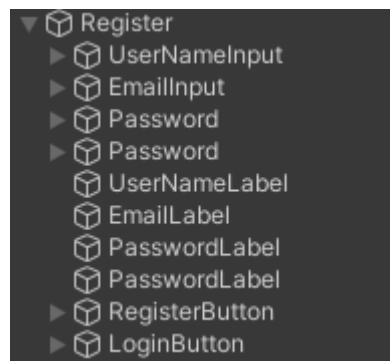 Register
UserNameInput
EmailInput
Password
Password
UserNameLabel
EmailLabel
PasswordLabel
PasswordLabel
RegisterButton
LoginButton